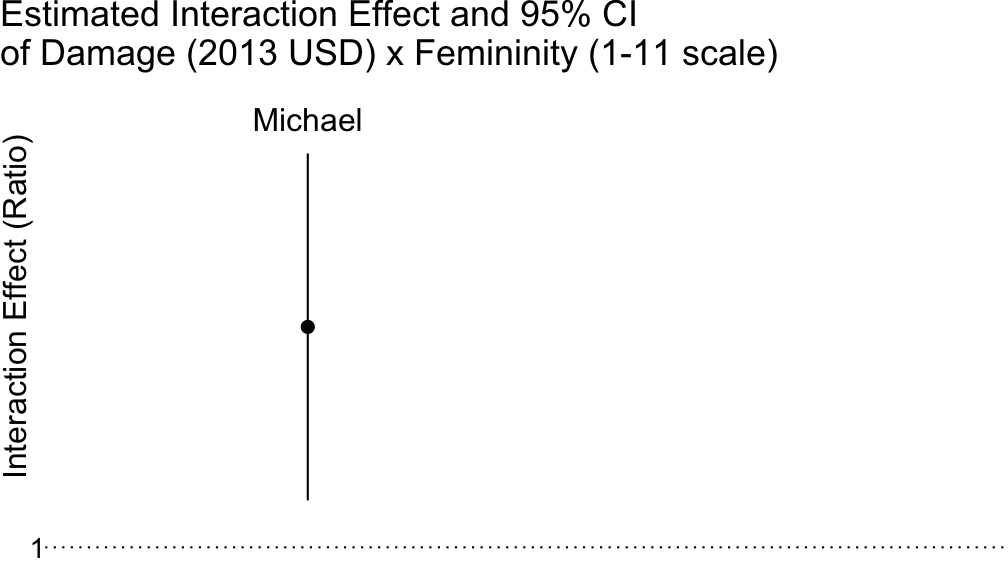 Estimated Interaction Effect and 95% CI
of Damage (2013 USD) x Femininity (1-11 scale)
Michael
Interaction Effect (Ratio)
1